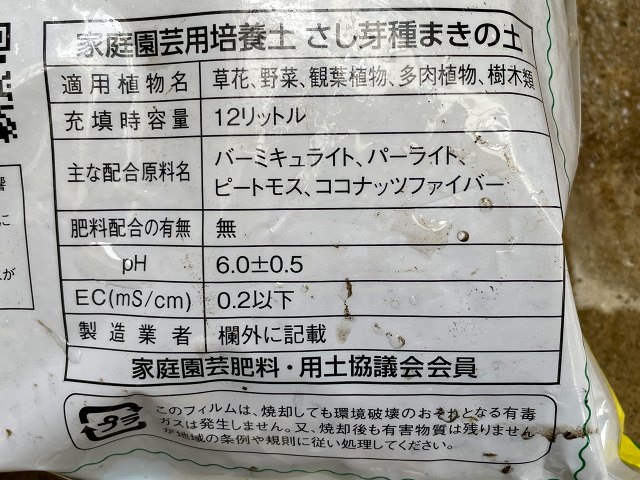 家庭園芸用培養土 さし芽種まきの土
適用植物名 草花、野菜、観葉植物、多肉植物、樹木類
充填時容量 12リットル
主な配合原料名 バーミキュライト、パーライト、
ピートモス、ココナッツファイバー
肥料配合の有無 無
pH 6.0±0.5
EC(mS/cm) 0.2以下
製造業者 欄外に記載
家庭園芸肥料・用土協議会会員
プラ
このフィルムは、焼却しても環境破壊のおそれとなる有毒
ガスは発生しません。又、焼却後も有害物質は残りません
が地域の条例や規則に従い処理してください。